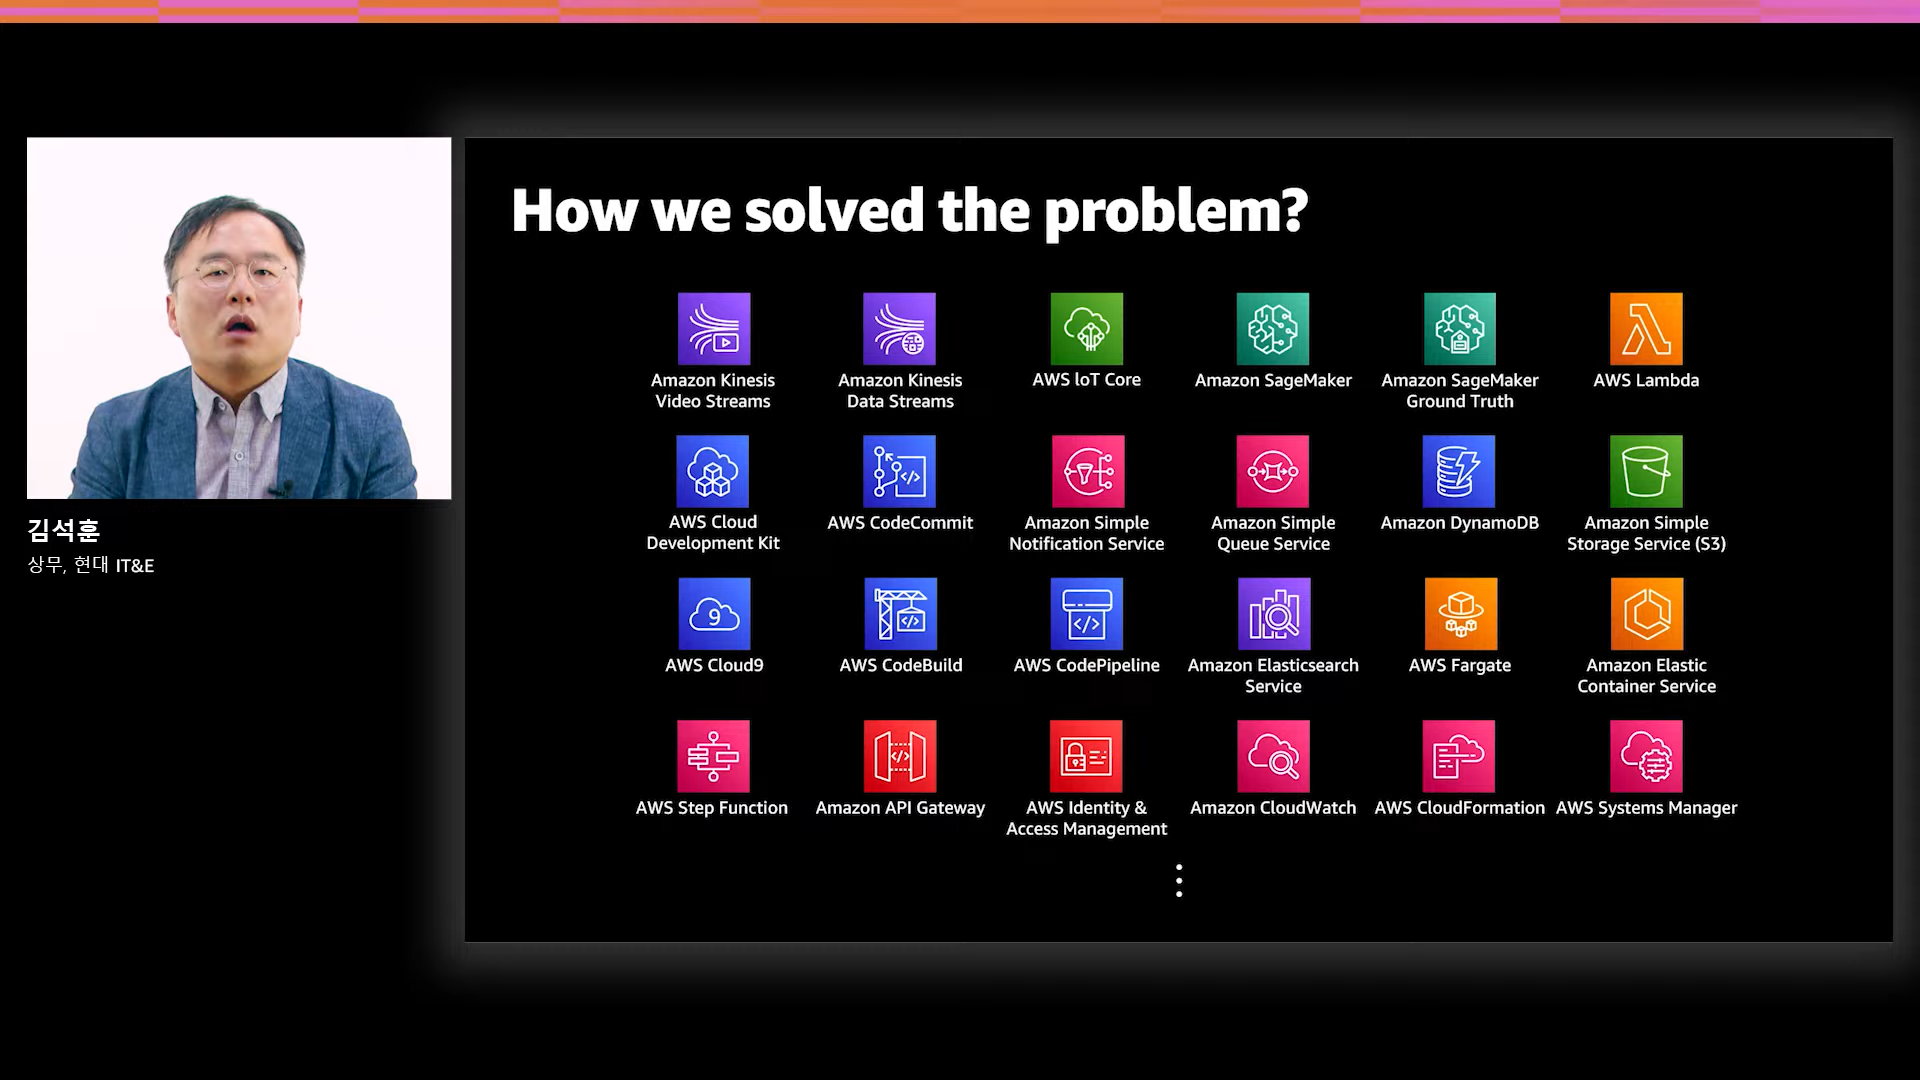 How we solved the problem?
Amazon Kinesis
Video Streams
Amazon Kinesis
Data Streams
AWS loT Core
Amazon SageMaker
Amazon SageMaker
Ground Truth
AWS Lambda
AWS Cloud
Development Kit
AWS CodeCommit
Amazon Simple
Notification Service
Amazon Simple
Queue Service
Amazon DynamoDB
Amazon Simple
Storage Service (S3)
9
AWS Cloud9
AWS CodeBuild
AWS CodePipeline
Amazon Elasticsearch
Service
AWS Fargate
Amazon Elastic
Container Service
AWS Step Function
Amazon API Gateway
AWS Identity &
Access Management
Amazon CloudWatch
AWS CloudFormation
AWS Systems Manager
김석훈
상무, 현대 IT&E